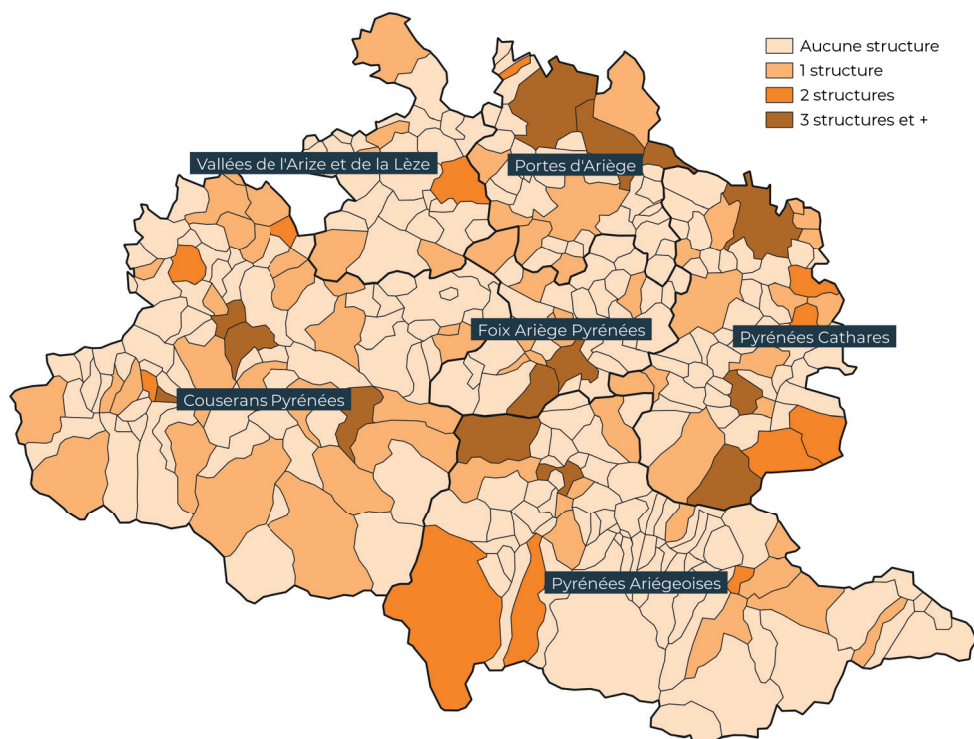 Aucune structure
1 structure
2 structures
3 structures et +
Vallées de l'Arize et de la Lèze
Portes d'Ariège
Foix Ariège Pyrénées
Pyrénées Cathares
Couserans Pyrénées
Pyrénées Ariégeoises